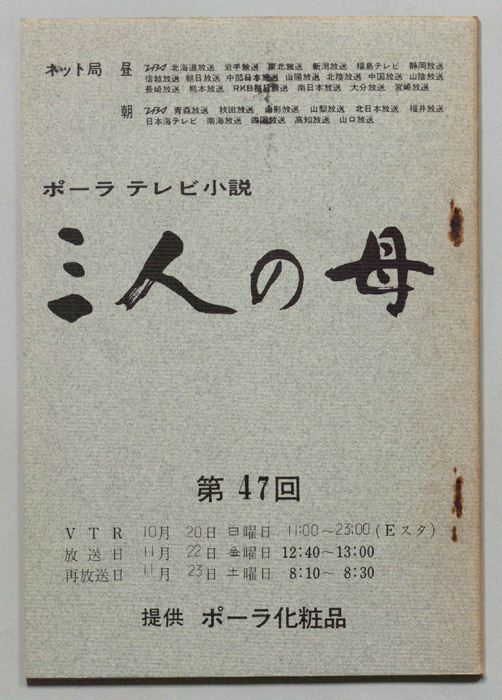 ネット局 昼 TBS 北海道放送 岩手放送 東北放送 新潟放送 福島テレビ 静岡放送
信越放送 朝日放送 中部日本放送 山陽放送 北陸放送 中国放送 山陰放送
長崎放送 熊本放送 RKB毎日放送 南日本放送 大分放送 宮崎放送
朝 TBS 青森放送 秋田放送 山形放送 山梨放送 北日本放送 福井放送
日本海テレビ 南海放送 四国放送 高知放送 山口放送
ポーラ テレビ小説
三人の母
第47回
VTR 10月 20日 日曜日 11:00～23:00(Eスタ)
放送日 11月 22日 金曜日 12:40～13:00
再放送日 11月 23日 土曜日 8:10～8:30
提供 ポーラ化粧品